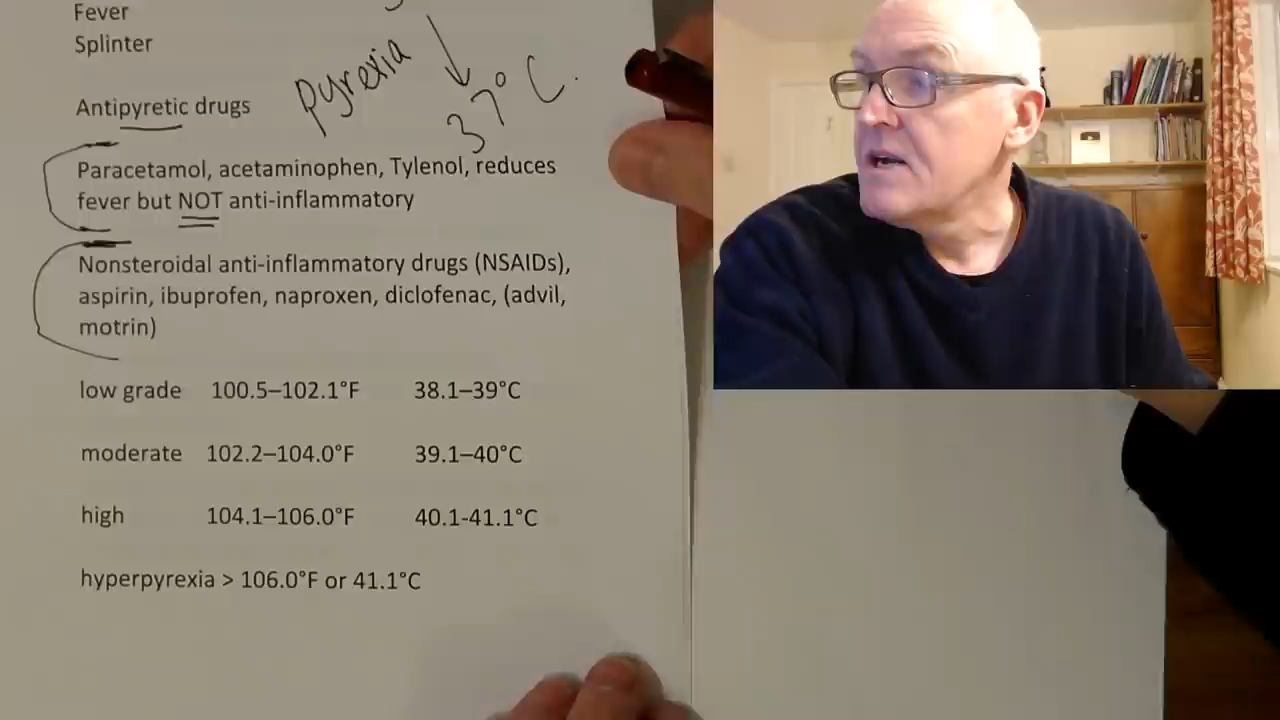 Fever
Splinter
pyrexia
37°C.
Antipyretic drugs
Paracetamol, acetaminophen, Tylenol, reduces
fever but NOT anti-inflammatory
Nonsteroidal anti-inflammatory drugs (NSAIDs),
aspirin, ibuprofen, naproxen, diclofenac, (advil,
motrin)
low grade 100.5–102.1°F 38.1–39°C
moderate 102.2–104.0°F 39.1–40°C
high 104.1–106.0°F 40.1-41.1°C
hyperpyrexia > 106.0°F or 41.1°C